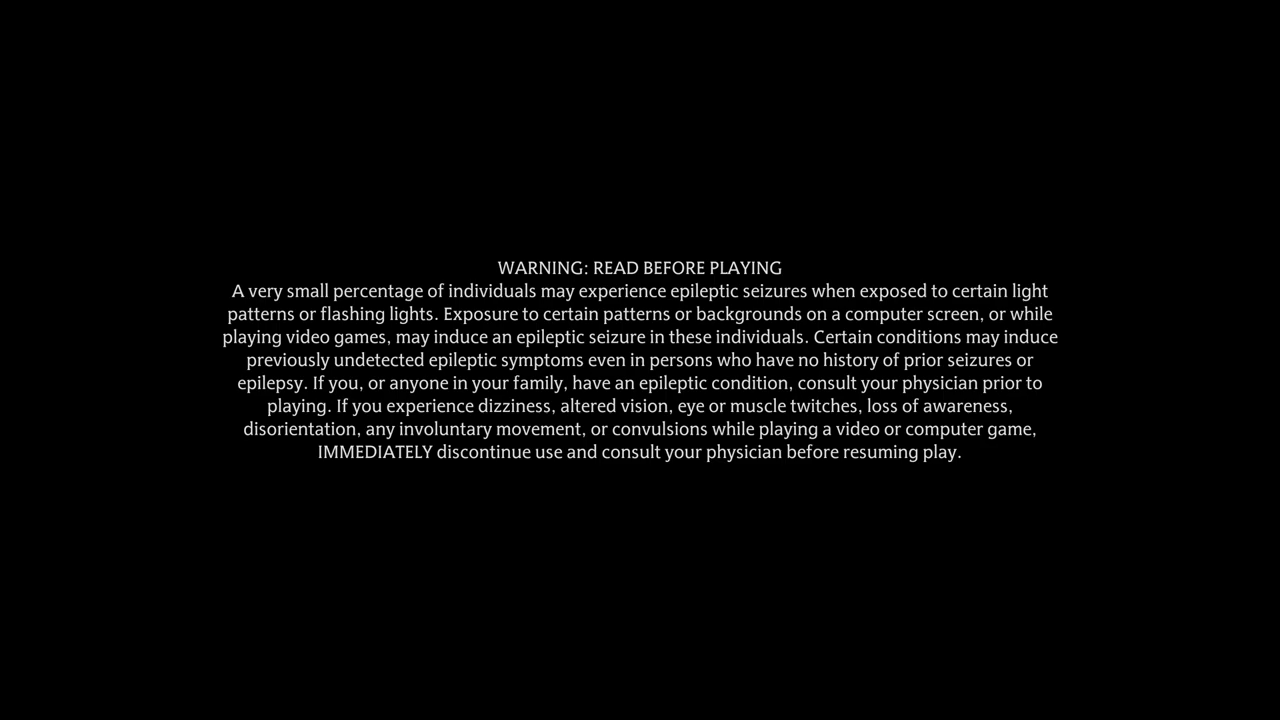 WARNING: READ BEFORE PLAYING
A very small percentage of individuals may experience epileptic seizures when exposed to certain light
patterns or flashing lights. Exposure to certain patterns or backgrounds on a computer screen, or while
playing video games, may induce an epileptic seizure in these individuals. Certain conditions may induce
previously undetected epileptic symptoms even in persons who have no history of prior seizures or
epilepsy. If you, or anyone in your family, have an epileptic condition, consult your physician prior to
playing. If you experience dizziness, altered vision, eye or muscle twitches, loss of awareness,
disorientation, any involuntary movement, or convulsions while playing a video or computer game,
IMMEDIATELY discontinue use and consult your physician before resuming play.